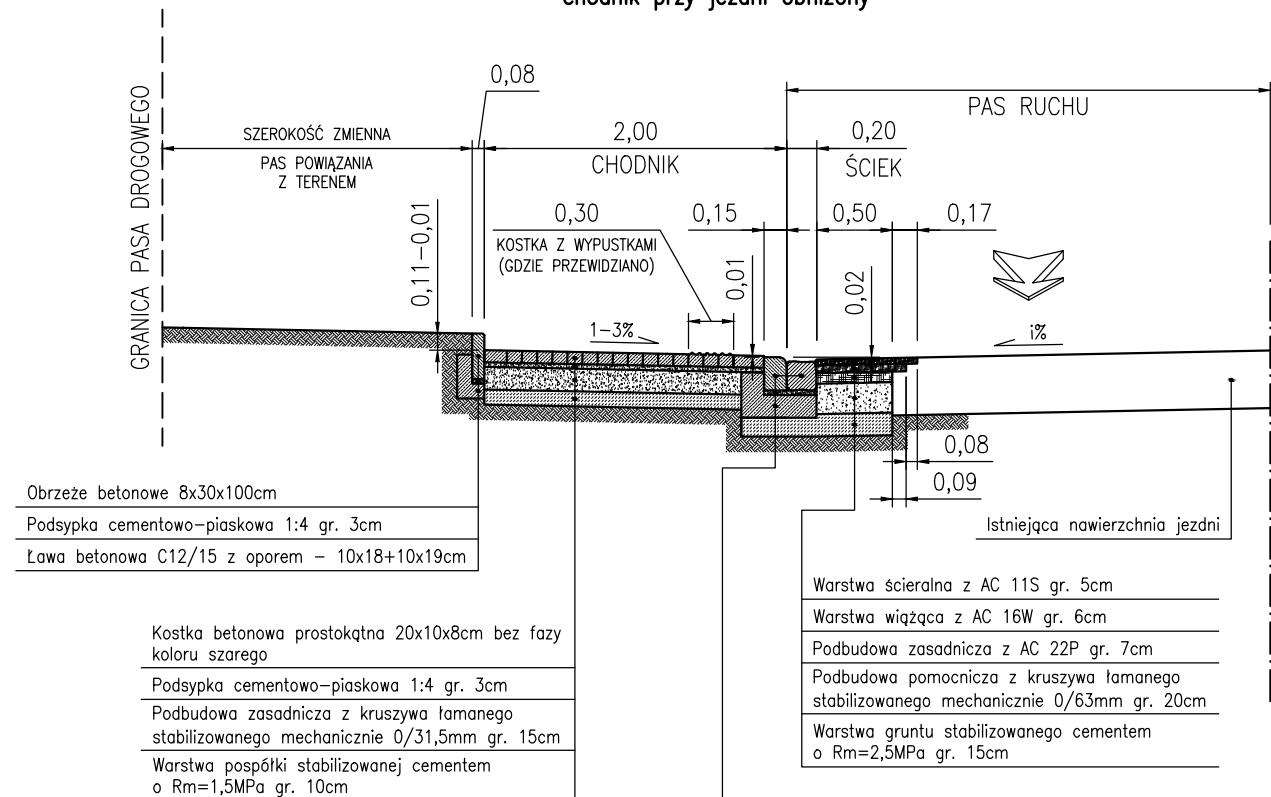 chodnik przy jezdni obniżony
GRANICA PASA DROGOWEGO
0,08
PAS RUCHU
SZEROKOŚĆ ZMIENNA
PAS POWIĄZANIA
Z TERENEM
2,00
CHODNIK
0,20
ŚCIEK
0,30
KOSTKA Z WYPUSTKAMI
(GDZIE PRZEWIDZIANO)
0,15
0,50
0,17
0,11-0,01
0,01
0,02
1-3%
i%
0,08
0,09
Obrzeże betonowe 8x30x100cm
Podsypka cementowo-piaskowa 1:4 gr. 3cm
Ława betonowa C12/15 z oporem - 10x18+10x19cm
Istniejąca nawierzchnia jezdni
Kostka betonowa prostokątna 20x10x8cm bez fazy
koloru szarego
Podsypka cementowo-piaskowa 1:4 gr. 3cm
Podbudowa zasadnicza z kruszywa łamanego
stabilizowanego mechanicznie 0/31,5mm gr. 15cm
Warstwa pospółki stabilizowanej cementem
o Rm=1,5MPa gr. 10cm
Warstwa ścieralna z AC 11S gr. 5cm
Warstwa wiążąca z AC 16W gr. 6cm
Podbudowa zasadnicza z AC 22P gr. 7cm
Podbudowa pomocnicza z kruszywa łamanego
stabilizowanego mechanicznie 0/63mm gr. 20cm
Warstwa gruntu stabilizowanego cementem
o Rm=2,5MPa gr. 15cm